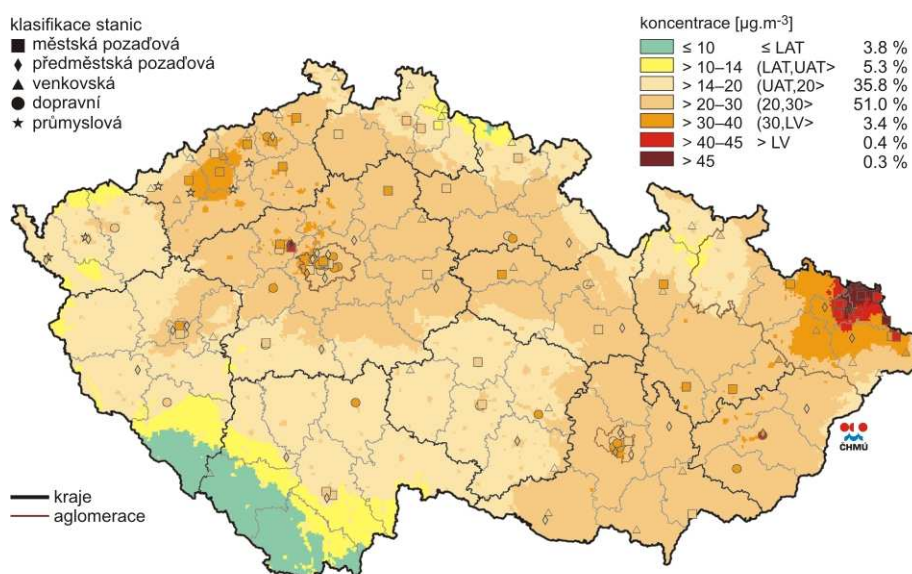 klasifikace stanic
městská pozaďová
předměstská pozaďová
venkovská
dopravní
průmyslová
koncentrace [µg.m⁻³]
≤ 10 ≤ LAT 3.8 %
> 10–14 (LAT,UAT> 5.3 %
> 14–20 (UAT,20> 35.8 %
> 20–30 (20,30> 51.0 %
> 30–40 (30,LV> 3.4 %
> 40–45 > LV 0.4 %
> 45 0.3 %
ČHMÚ
kraje
aglomerace